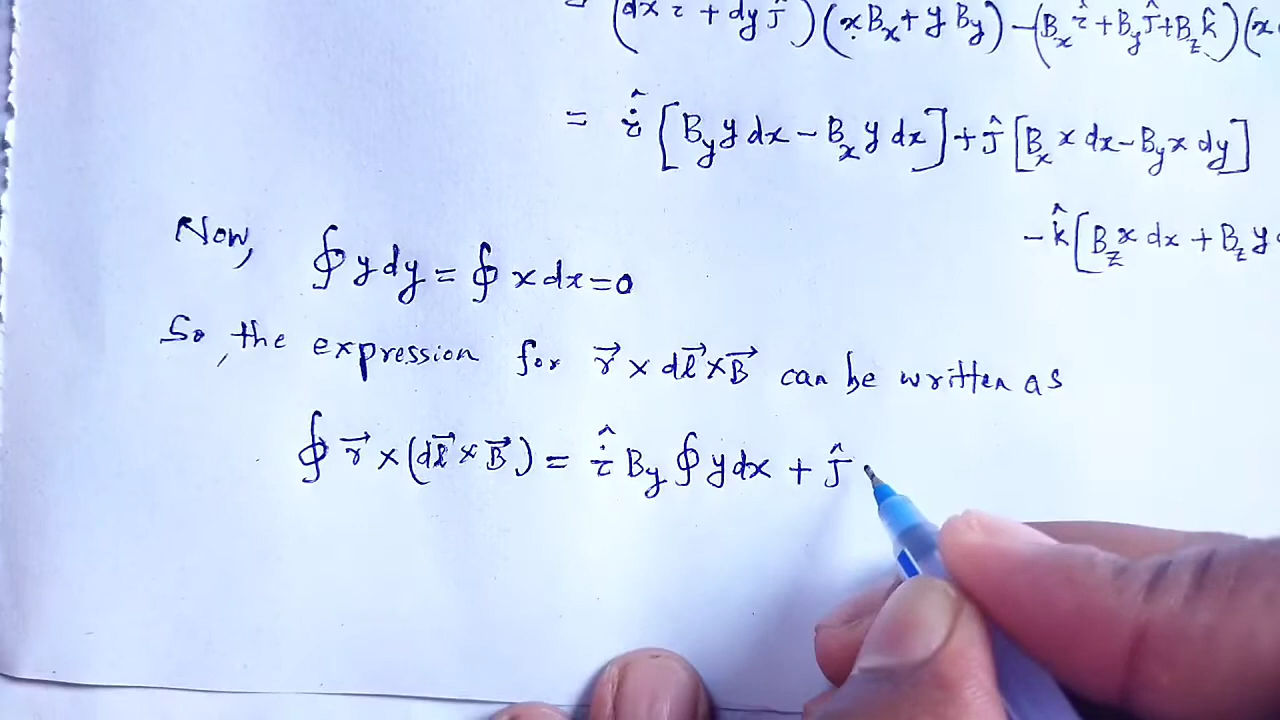 = (dx î + dy ĵ)(xBx + y By) - (Bx î + By ĵ + Bz k̂)(x
= î [By y dx - Bx y dx] + ĵ [Bx x dx - By x dy]
- k̂ [Bz x dx + Bz y
Now, ∮ y dy = ∮ x dx = 0
So, the expression for r⃗ × dl⃗ × B⃗ can be written as
∮ r⃗ × (dl⃗ × B⃗) = î By ∮ y dx + ĵ